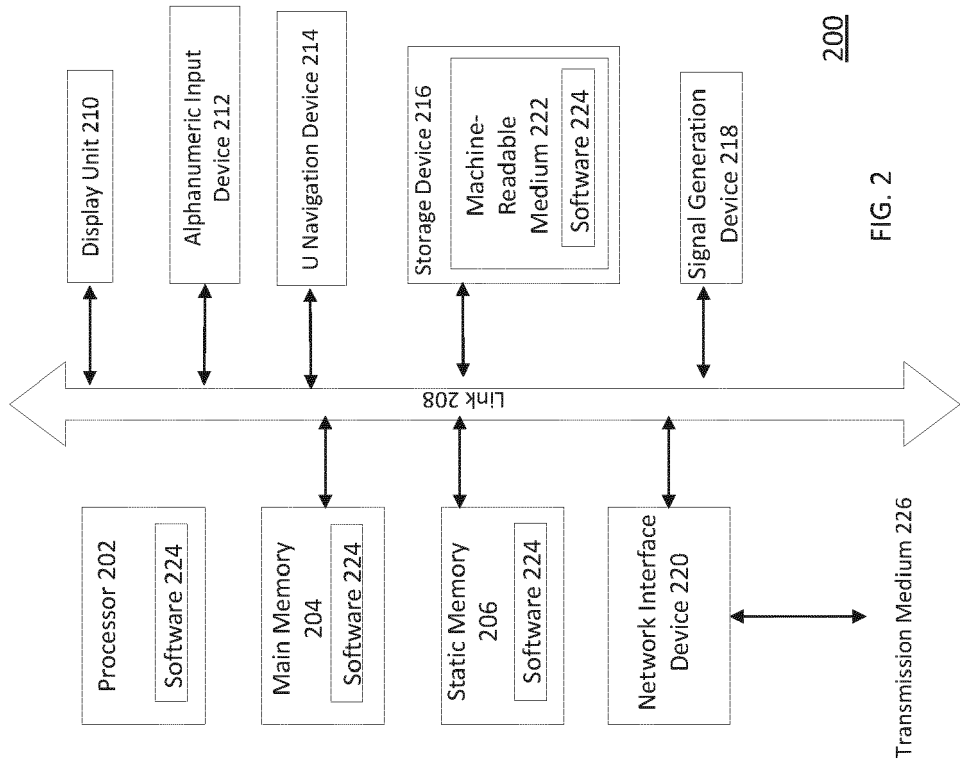 Processor 202
Software 224
Main Memory
204
Software 224
Static Memory
206
Software 224
Network Interface
Device 220
Transmission Medium 226
Link 208
Display Unit 210
Alphanumeric Input
Device 212
U Navigation Device 214
Storage Device 216
Machine-
Readable
Medium 222
Software 224
Signal Generation
Device 218
FIG. 2
200